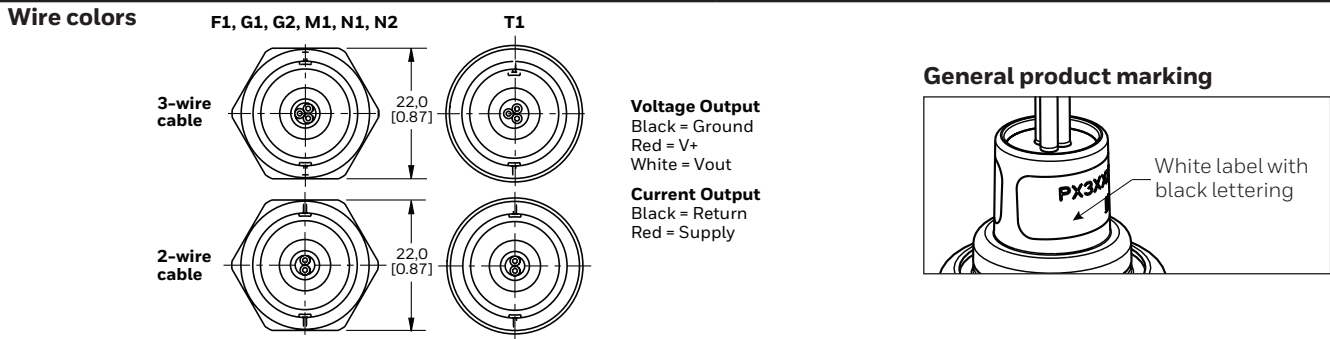 Wire colors
F1, G1, G2, M1, N1, N2
T1
3-wire
cable
22,0
[0.87]
2-wire
cable
22,0
[0.87]
Voltage Output
Black = Ground
Red = V+
White = Vout
Current Output
Black = Return
Red = Supply
General product marking
White label with
black lettering